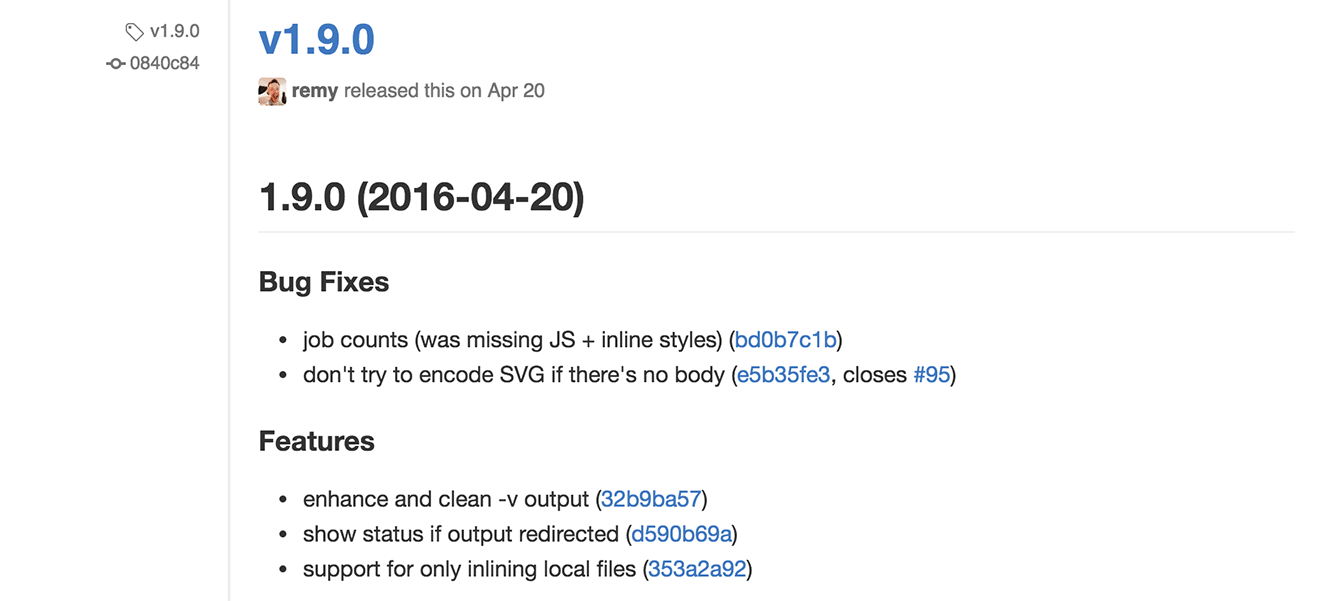 v1.9.0
0840c84
v1.9.0
remy released this on Apr 20
1.9.0 (2016-04-20)
Bug Fixes
• job counts (was missing JS + inline styles) (bd0b7c1b)
• don't try to encode SVG if there's no body (e5b35fe3, closes #95)
Features
• enhance and clean -v output (32b9ba57)
• show status if output redirected (d590b69a)
• support for only inlining local files (353a2a92)